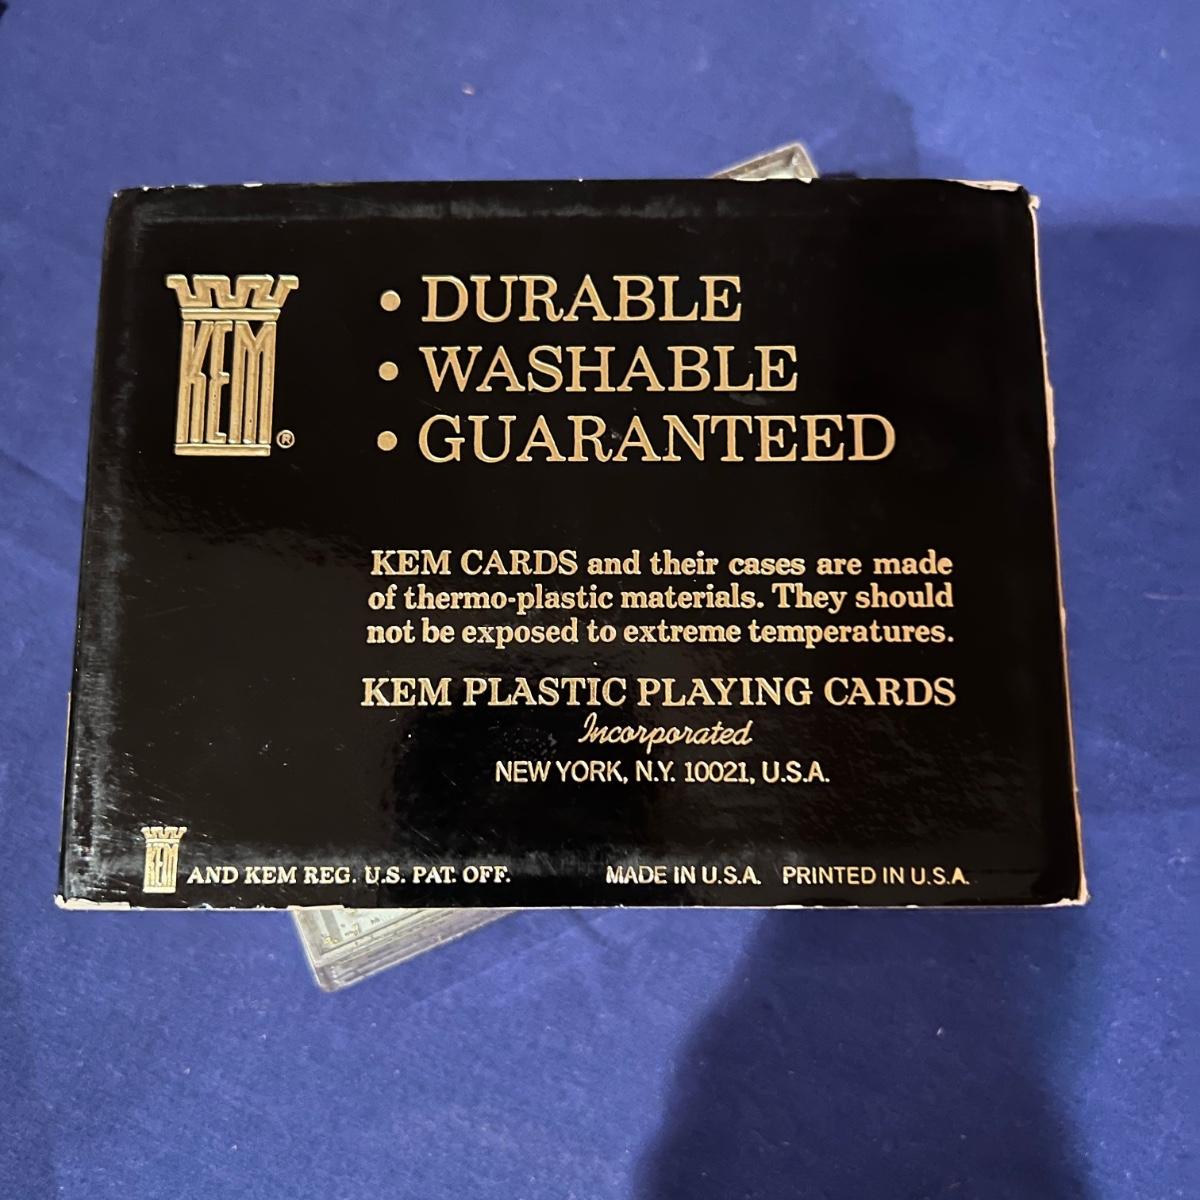 KEM®
• DURABLE
• WASHABLE
• GUARANTEED
KEM CARDS and their cases are made
of thermo-plastic materials. They should
not be exposed to extreme temperatures.
KEM PLASTIC PLAYING CARDS
Incorporated
NEW YORK, N.Y. 10021, U.S.A.
KEM AND KEM REG. U.S. PAT. OFF. MADE IN U.S.A. PRINTED IN U.S.A.